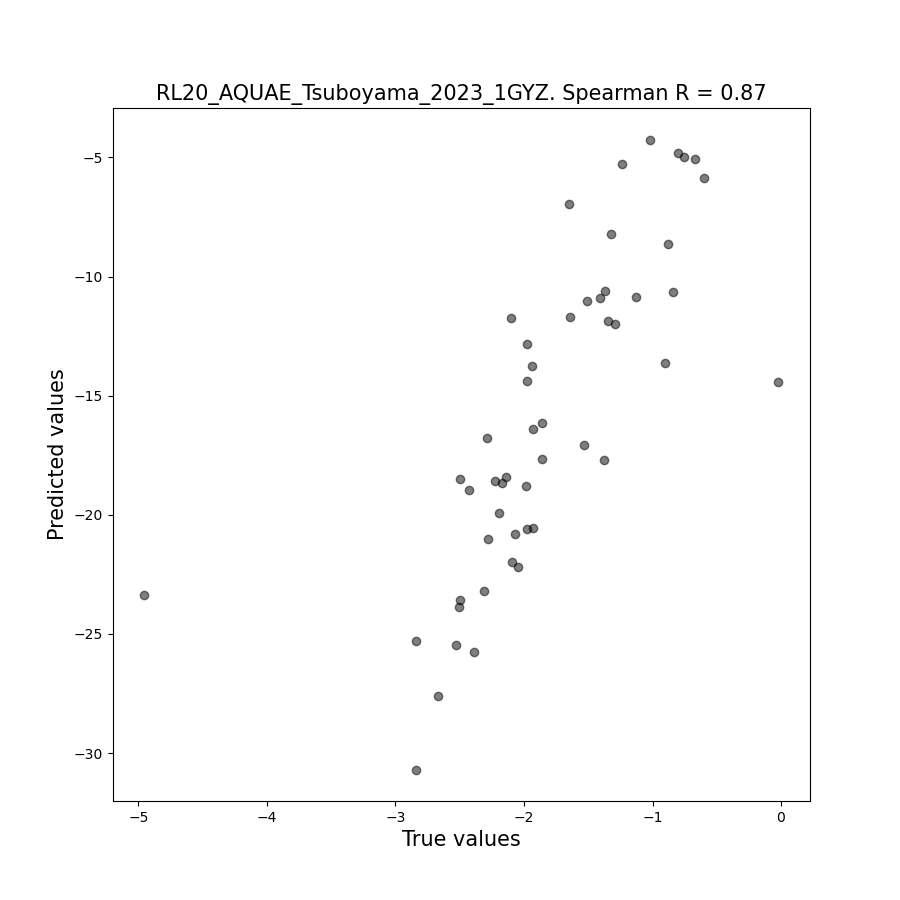 RL20_AQUAE_Tsuboyama_2023_1GYZ. Spearman R = 0.87
Predicted values
−5
−10
−15
−20
−25
−30
−5 −4 −3 −2 −1 0
True values